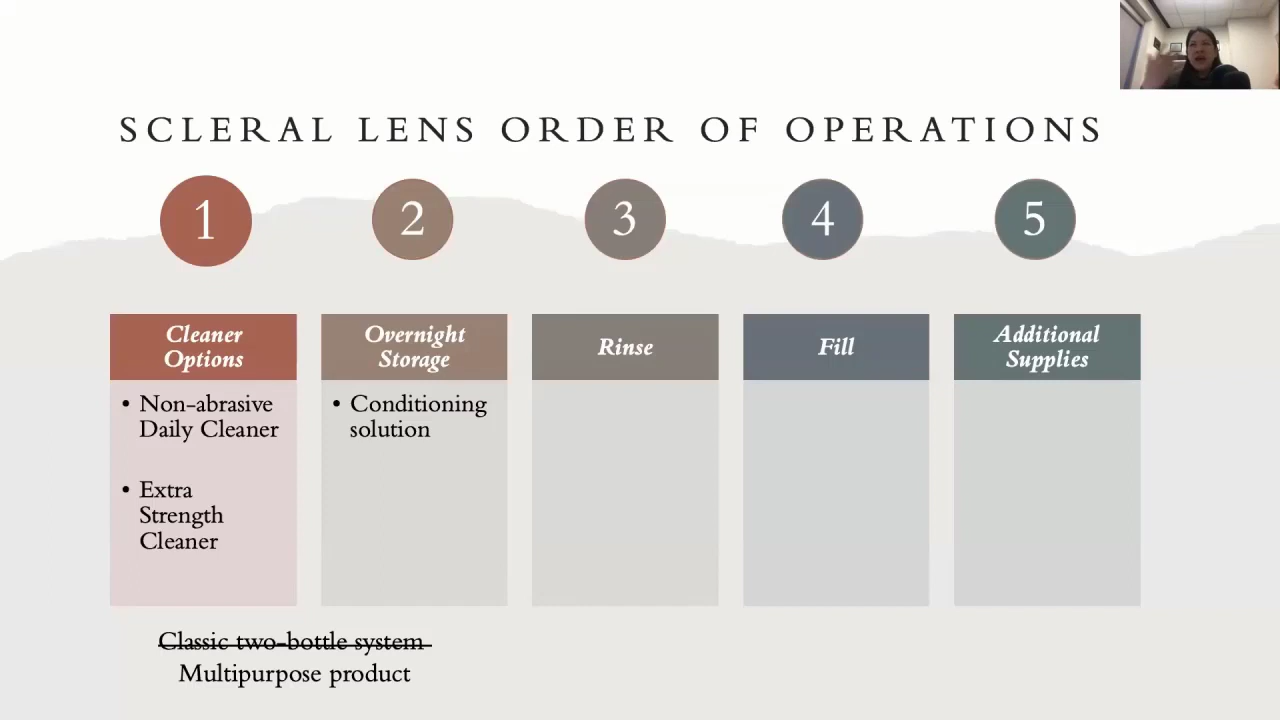 SCLERAL LENS ORDER OF OPERATIONS
1
2
3
4
5
Cleaner
Options
• Non-abrasive
Daily Cleaner
• Extra
Strength
Cleaner
Overnight
Storage
• Conditioning
solution
Rinse
Fill
Additional
Supplies
Classic two-bottle system
Multipurpose product